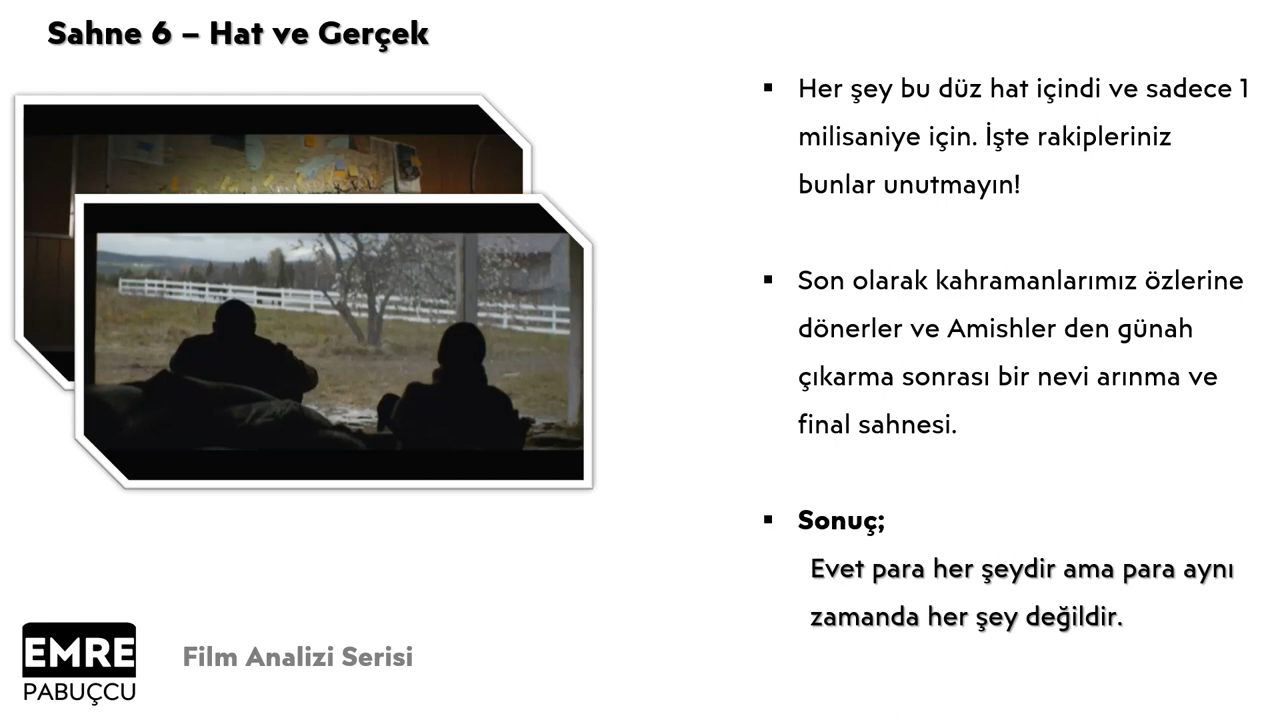 Sahne 6 – Hat ve Gerçek
▪ Her şey bu düz hat içindi ve sadece 1
milisaniye için. İşte rakipleriniz
bunlar unutmayın!
▪ Son olarak kahramanlarımız özlerine
dönerler ve Amishler den günah
çıkarma sonrası bir nevi arınma ve
final sahnesi.
▪ Sonuç;
Evet para her şeydir ama para aynı
zamanda her şey değildir.
EMRE
PABUÇCU
Film Analizi Serisi